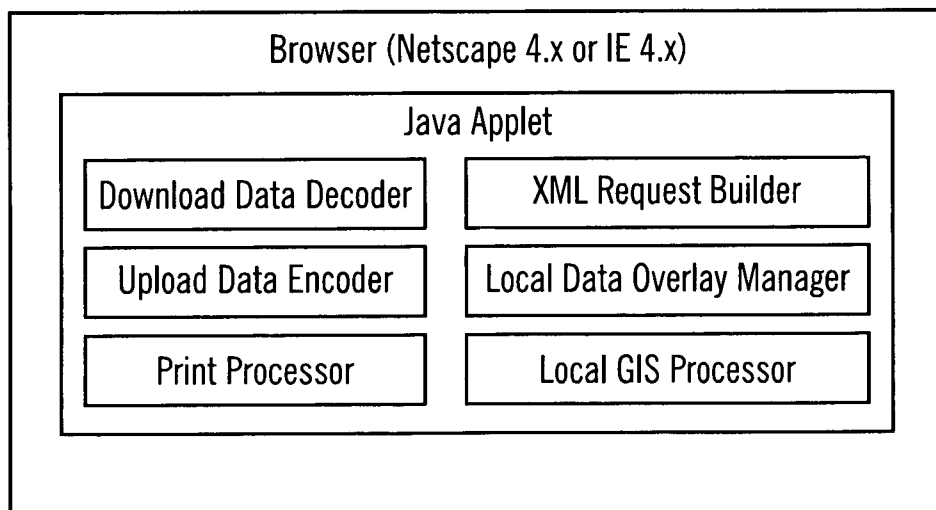 Browser (Netscape 4.x or IE 4.x)
Java Applet
Download Data Decoder
XML Request Builder
Upload Data Encoder
Local Data Overlay Manager
Print Processor
Local GIS Processor